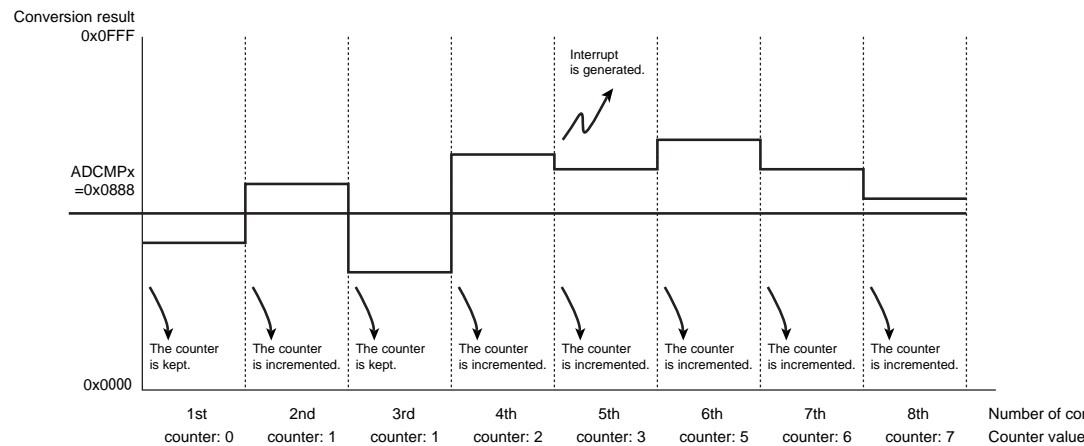 Conversion result
0x0FFF
Interrupt
is generated.
ADCMPx
=0x0888
The counter
is kept.
The counter
is incremented.
The counter
is kept.
The counter
is incremented.
The counter
is incremented.
The counter
is incremented.
The counter
is incremented.
The counter
is incremented.
0x0000
1st 2nd 3rd 4th 5th 6th 7th 8th Number of
counter: 0 counter: 1 counter: 1 counter: 2 counter: 3 counter: 5 counter: 6 counter: 7 Counter value